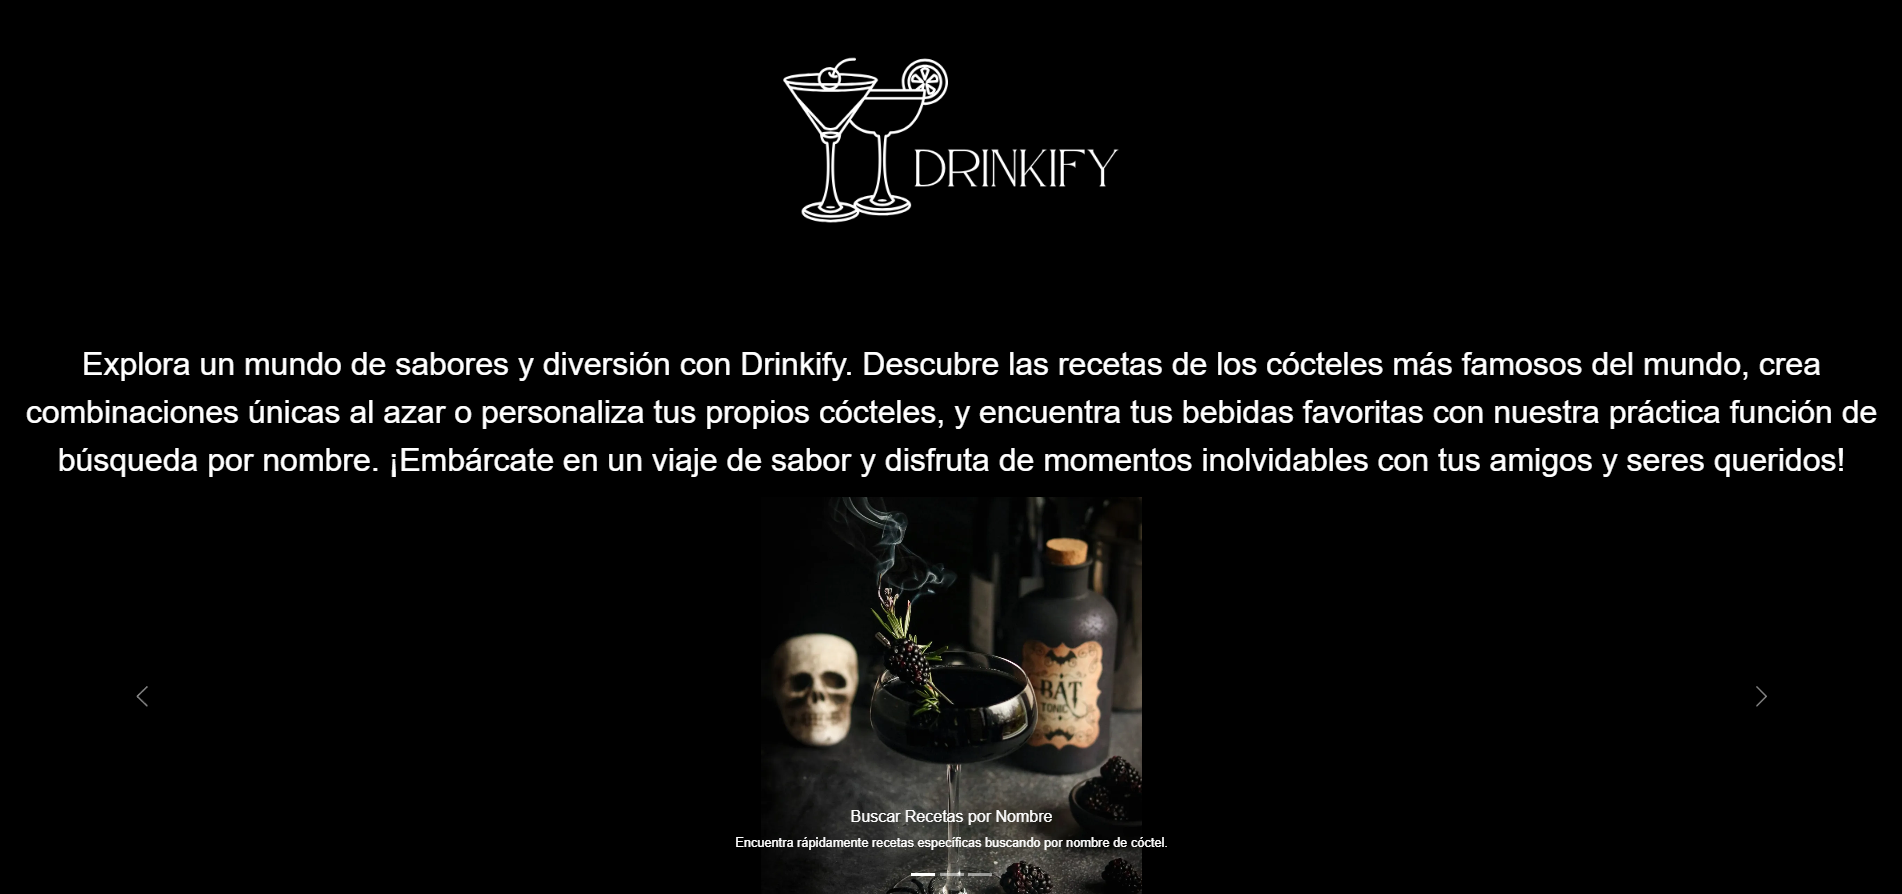 DRINKIFY
Explora un mundo de sabores y diversión con Drinkify. Descubre las recetas de los cócteles más famosos del mundo, crea
combinaciones únicas al azar o personaliza tus propios cócteles, y encuentra tus bebidas favoritas con nuestra práctica función de
búsqueda por nombre. ¡Embárcate en un viaje de sabor y disfruta de momentos inolvidables con tus amigos y seres queridos!
BAT
TONIC
Buscar Recetas por Nombre
Encuentra rápidamente recetas específicas buscando por nombre de cóctel.